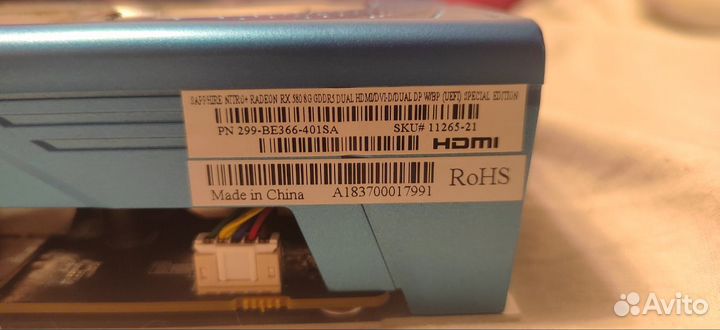 SAPPHIRE NITRO+ RADEON RX 580 8G GDDR5 DUAL HDMI/DVI-D/DUAL DP W/BP (UEFI) SPECIAL EDITION
PN 299-BE366-401SA SKU# 11265-21
HDMI
Made in China A183700017991 RoHS
Avito